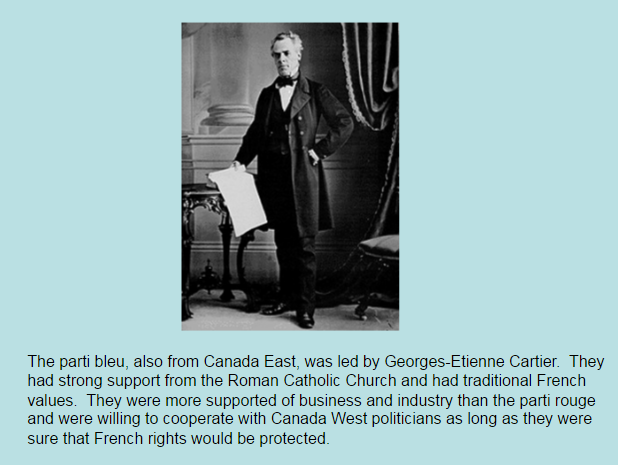 The parti bleu, also from Canada East, was led by Georges-Etienne Cartier.  They
had strong support from the Roman Catholic Church and had traditional French
values.  They were more supported of business and industry than the parti rouge
and were willing to cooperate with Canada West politicians as long as they were
sure that French rights would be protected.